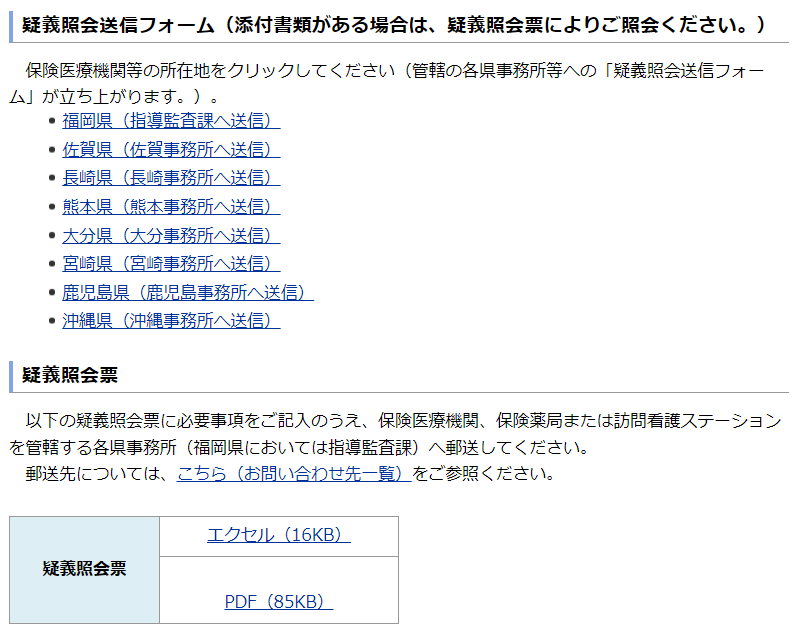 疑義照会送信フォーム（添付書類がある場合は、疑義照会票によりご照会ください。）
保険医療機関等の所在地をクリックしてください（管轄の各県事務所等への「疑義照会送信フォー
ム」が立ち上がります。）。
福岡県（指導監査課へ送信）
佐賀県（佐賀事務所へ送信）
長崎県（長崎事務所へ送信）
熊本県（熊本事務所へ送信）
大分県（大分事務所へ送信）
宮崎県（宮崎事務所へ送信）
鹿児島県（鹿児島事務所へ送信）
沖縄県（沖縄事務所へ送信）
疑義照会票
以下の疑義照会票に必要事項をご記入のうえ、保険医療機関、保険薬局または訪問看護ステーション
を管轄する各県事務所（福岡県においては指導監査課）へ郵送してください。
郵送先については、こちら（お問い合わせ先一覧）をご参照ください。
疑義照会票
エクセル（16KB）
PDF（85KB）